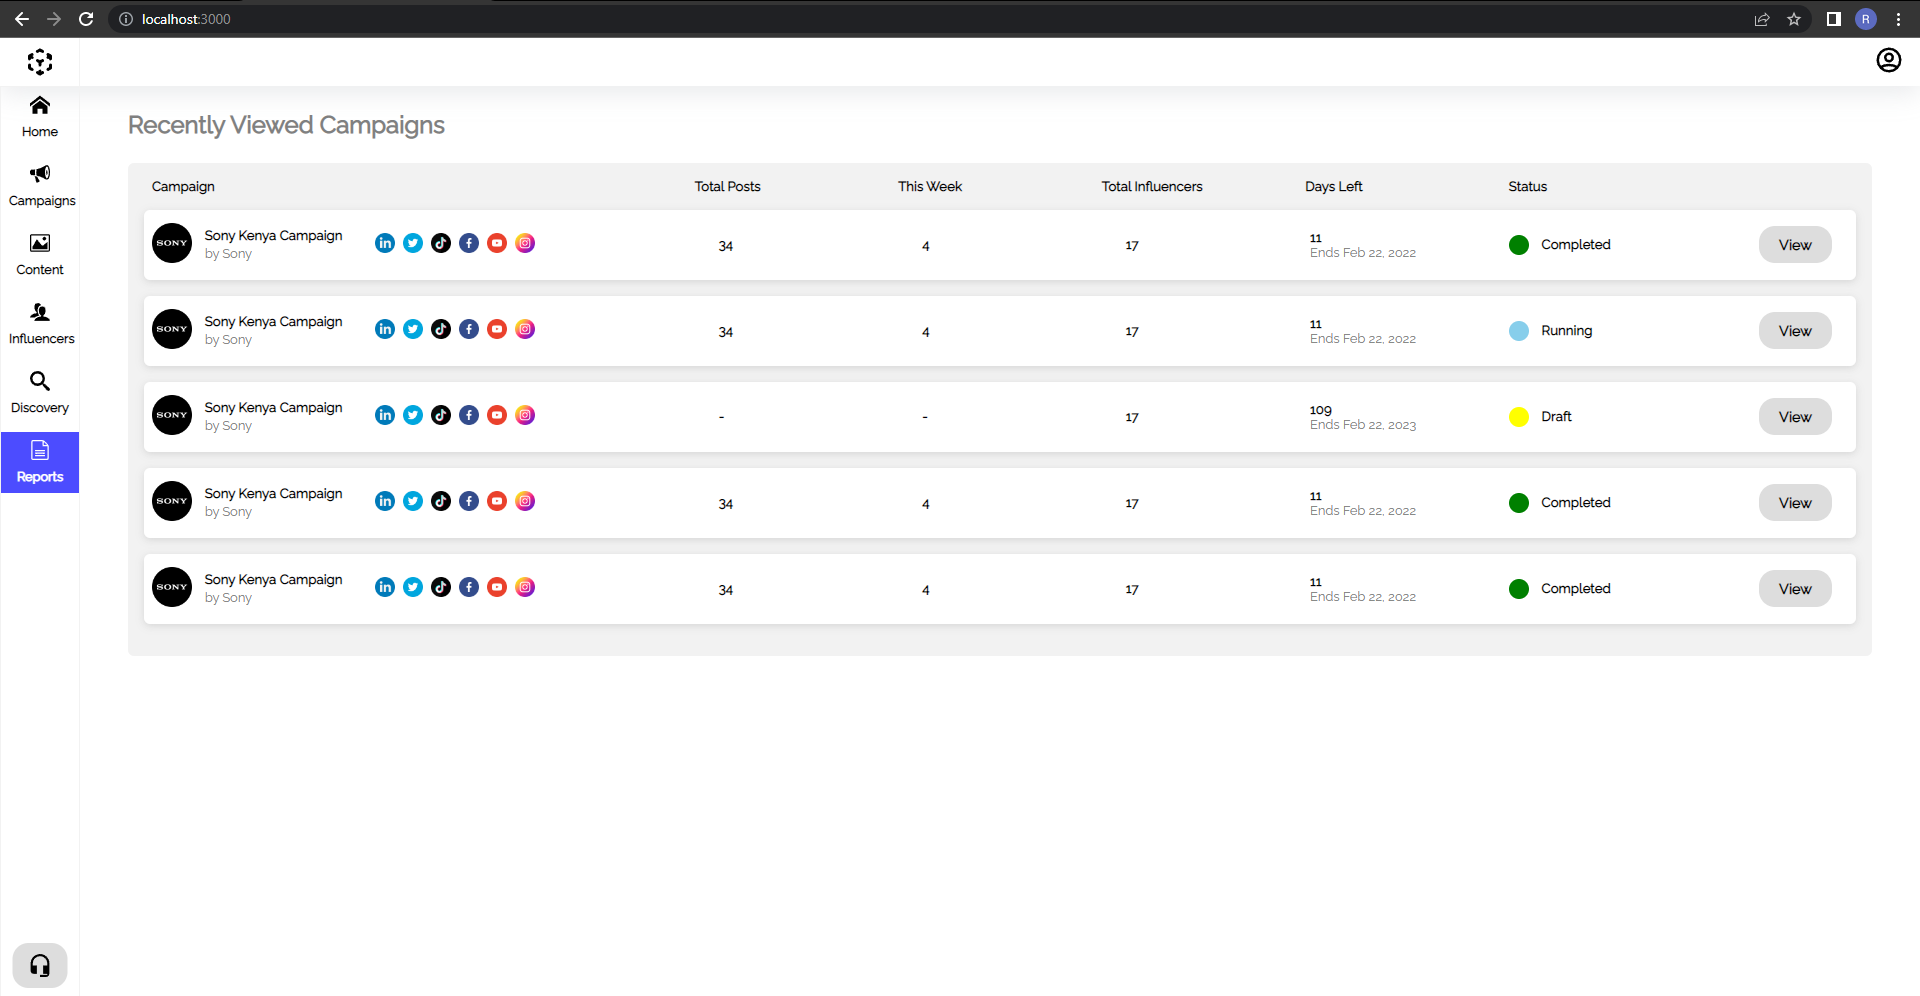 localhost:3000
R
Home
Campaigns
Content
Influencers
Discovery
Reports
Recently Viewed Campaigns
Campaign Total Posts This Week Total Influencers Days Left Status
SONY Sony Kenya Campaign in f 34 4 17 11 Completed View
by Sony Ends Feb 22, 2022
SONY Sony Kenya Campaign in f 34 4 17 11 Running View
by Sony Ends Feb 22, 2022
SONY Sony Kenya Campaign in f - - 17 109 Draft View
by Sony Ends Feb 22, 2023
SONY Sony Kenya Campaign in f 34 4 17 11 Completed View
by Sony Ends Feb 22, 2022
SONY Sony Kenya Campaign in f 34 4 17 11 Completed View
by Sony Ends Feb 22, 2022